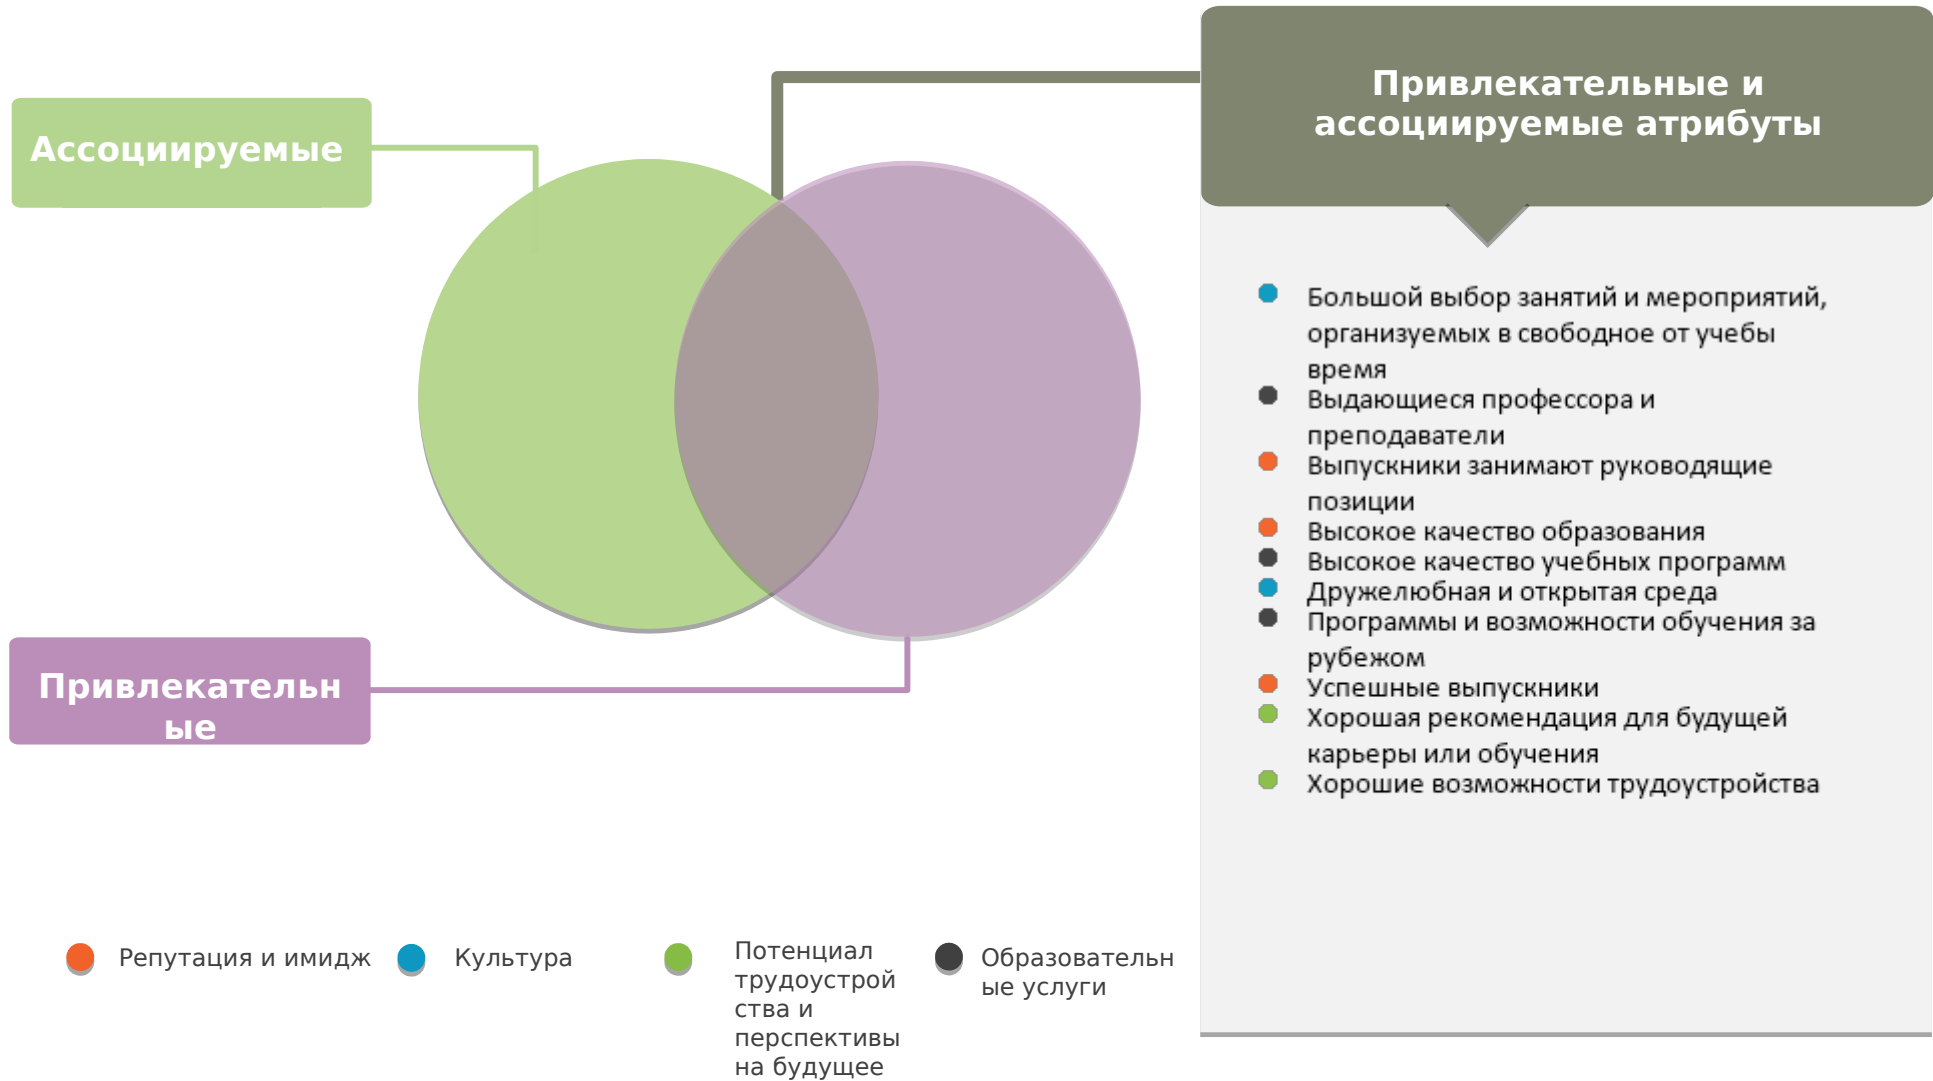 Привлекательные и
ассоциируемые атрибуты
Ассоциируемые
Большой выбор занятий и мероприятий,
организуемых в свободное от учебы
время
Выдающиеся профессора и
преподаватели
Выпускники занимают руководящие
позиции
Высокое качество образования
Высокое качество учебных программ
Дружелюбная и открытая среда
Программы и возможности обучения за
рубежом
Успешные выпускники
Хорошая рекомендация для будущей
карьеры или обучения
Хорошие возможности трудоустройства
Привлекательн
ые
Репутация и имидж
Культура
Потенциал
трудоустрой
ства и
перспективы
на будущее
Образовательн
ые услуги